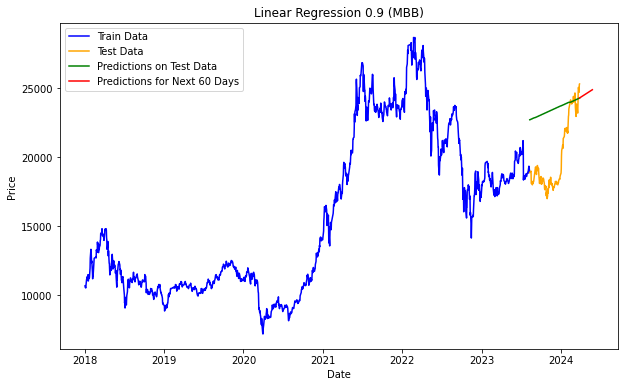 Linear Regression 0.9 (MBB)
Train Data
Test Data
Predictions on Test Data
Predictions for Next 60 Days
25000
20000
15000
10000
Price
2018 2019 2020 2021 2022 2023 2024
Date